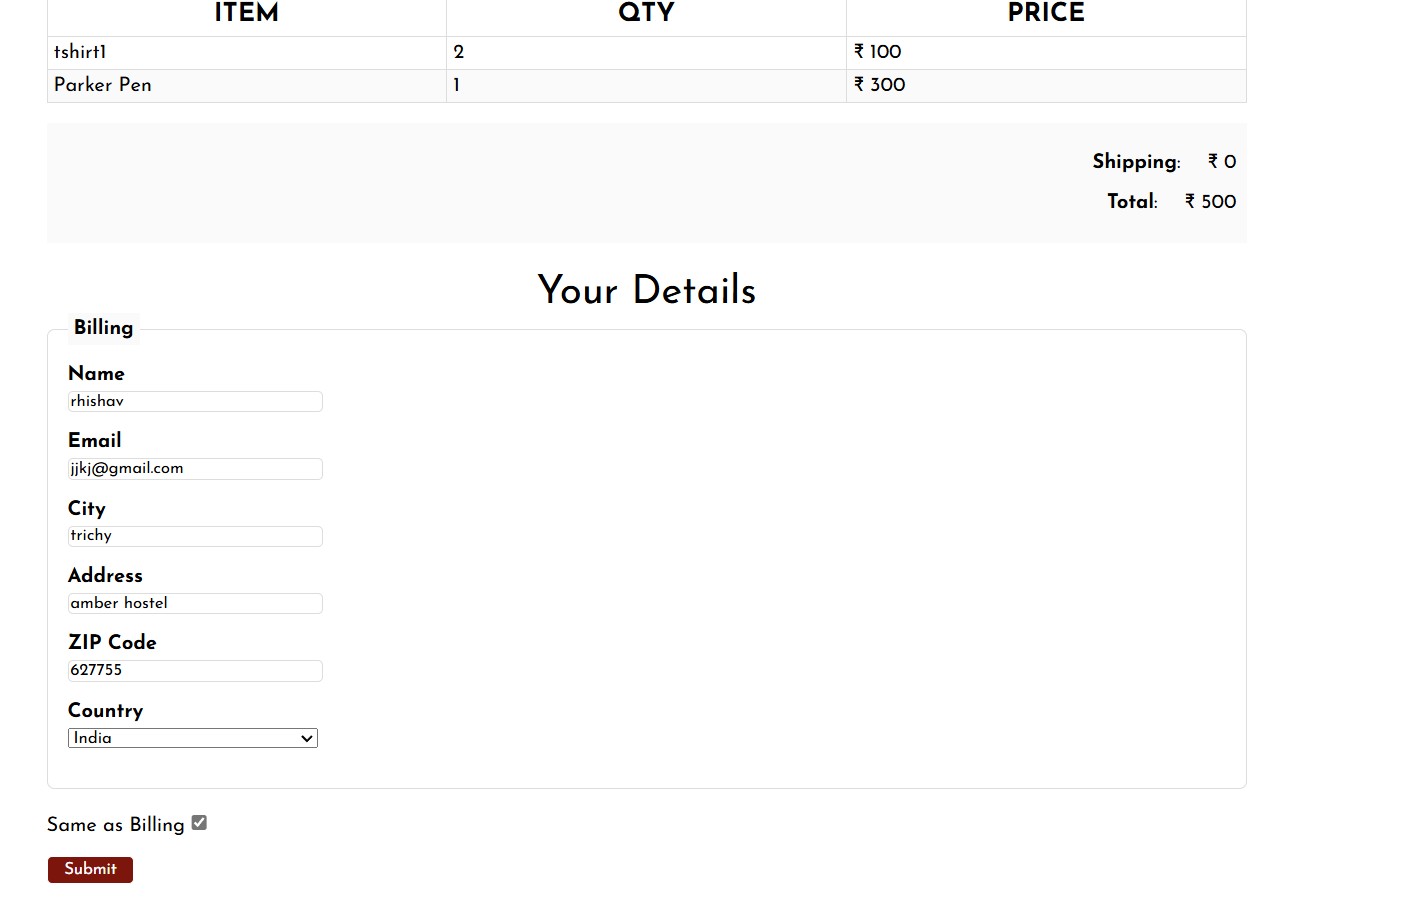 ITEM QTY PRICE
tshirt1 2 ₹ 100
Parker Pen 1 ₹ 300
Shipping: ₹ 0
Total: ₹ 500
Your Details
Billing
Name
rhishav
Email
jjkj@gmail.com
City
trichy
Address
amber hostel
ZIP Code
627755
Country
India
Same as Billing
Submit